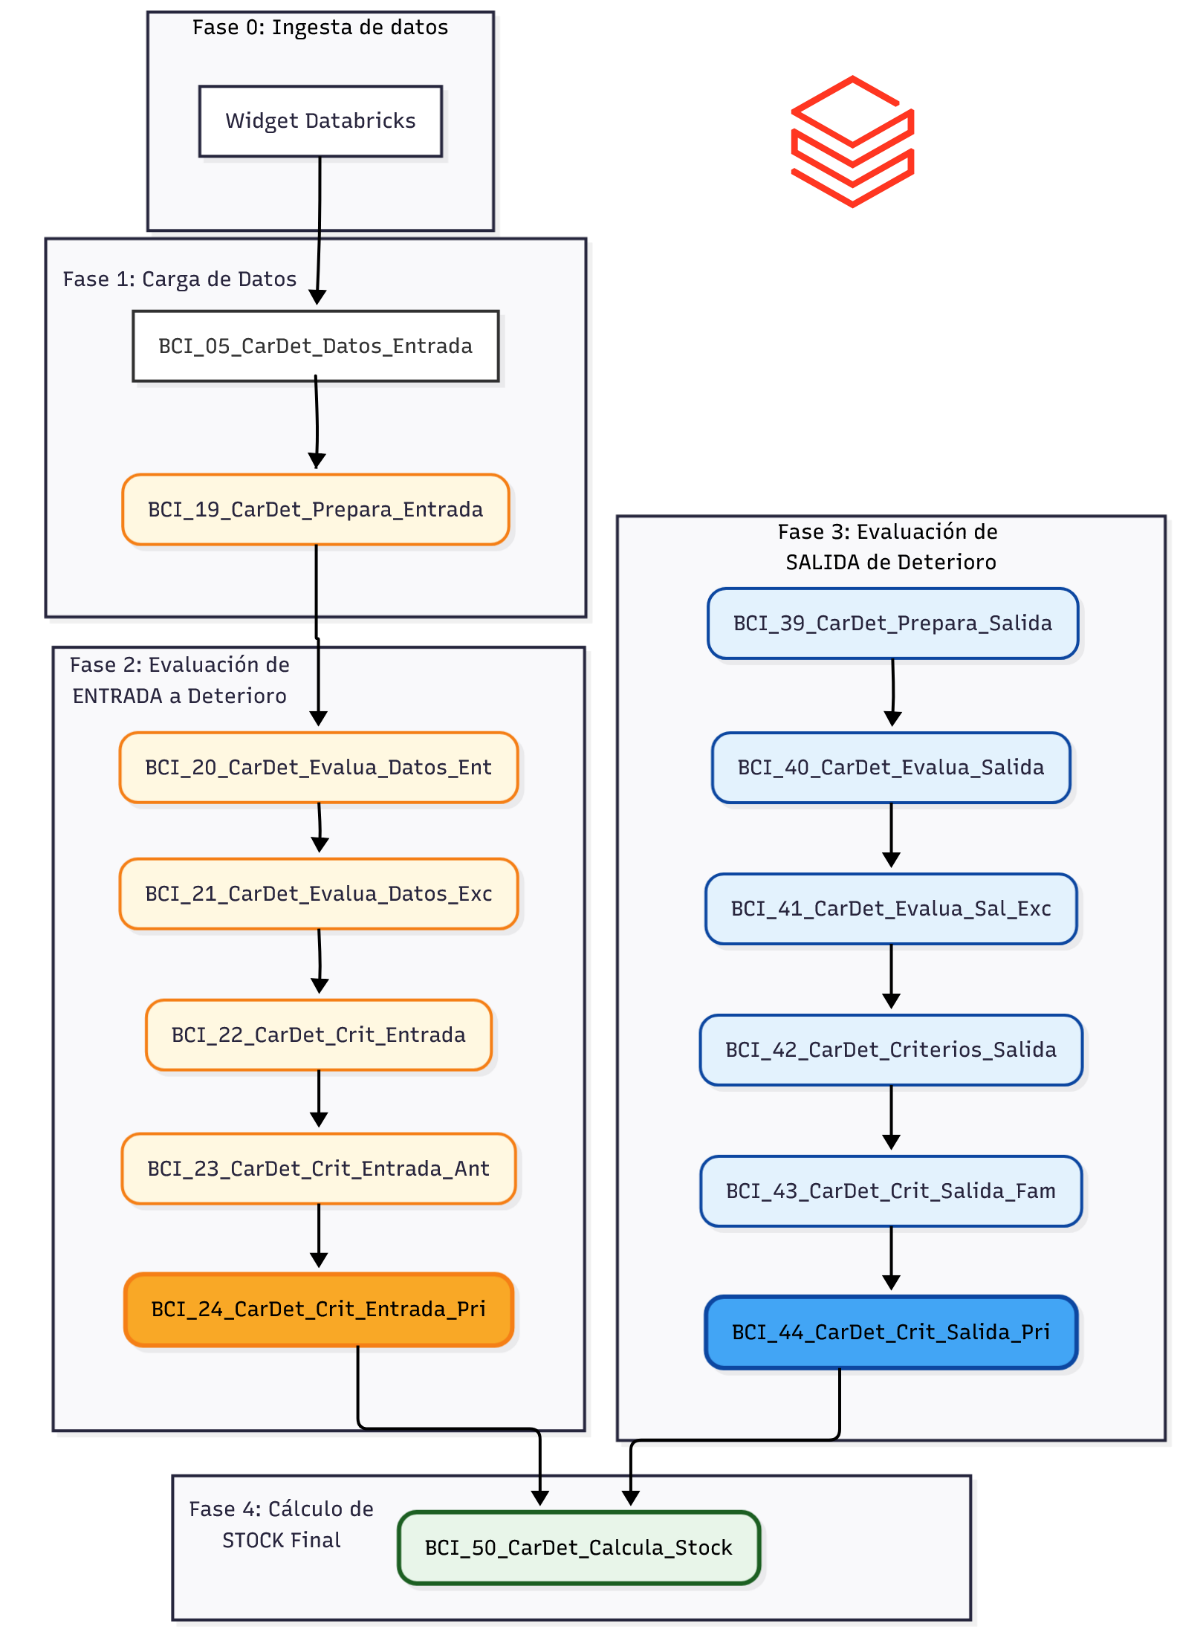 Fase 0: Ingesta de datos
Widget Databricks
Fase 1: Carga de Datos
BCI_05_CarDet_Datos_Entrada
BCI_19_CarDet_Prepara_Entrada
Fase 2: Evaluación de
ENTRADA a Deterioro
BCI_20_CarDet_Evalua_Datos_Ent
BCI_21_CarDet_Evalua_Datos_Exc
BCI_22_CarDet_Crit_Entrada
BCI_23_CarDet_Crit_Entrada_Ant
BCI_24_CarDet_Crit_Entrada_Pri
Fase 3: Evaluación de
SALIDA de Deterioro
BCI_39_CarDet_Prepara_Salida
BCI_40_CarDet_Evalua_Salida
BCI_41_CarDet_Evalua_Sal_Exc
BCI_42_CarDet_Criterios_Salida
BCI_43_CarDet_Crit_Salida_Fam
BCI_44_CarDet_Crit_Salida_Pri
Fase 4: Cálculo de
STOCK Final
BCI_50_CarDet_Calcula_Stock